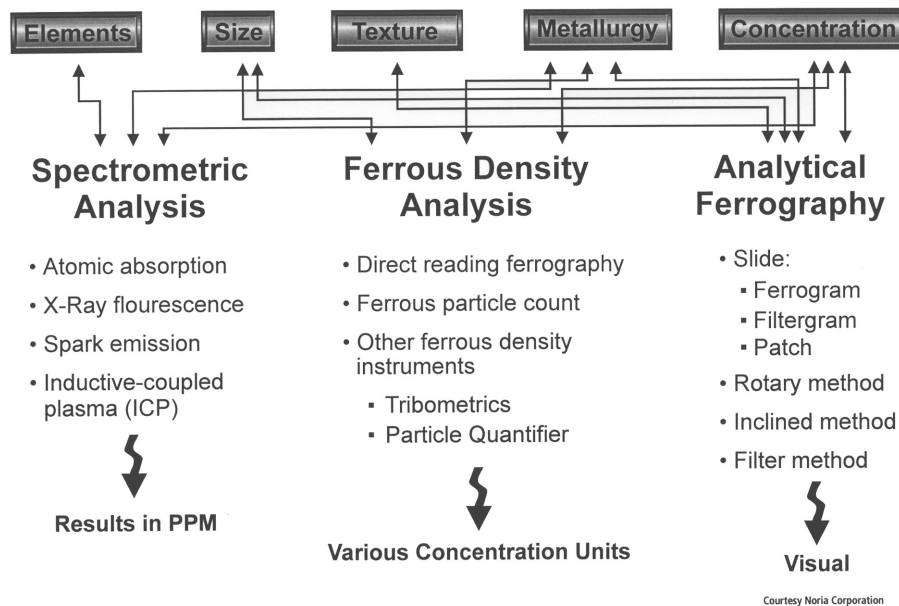 Elements
Size
Texture
Metallurgy
Concentration
Spectrometric
Analysis
• Atomic absorption
• X-Ray flourescence
• Spark emission
• Inductive-coupled
plasma (ICP)
Results in PPM
Ferrous Density
Analysis
• Direct reading ferrography
• Ferrous particle count
• Other ferrous density
instruments
▪ Tribometrics
▪ Particle Quantifier
Various Concentration Units
Analytical
Ferrography
• Slide:
▪ Ferrogram
▪ Filtergram
▪ Patch
• Rotary method
• Inclined method
• Filter method
Visual
Courtesy Noria Corporation